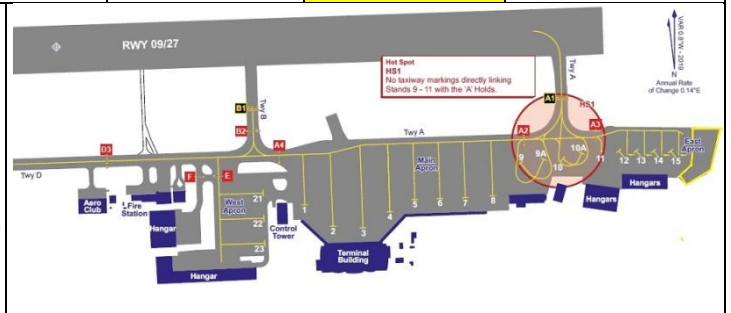 VAR 0.8°W - 2019
N
Annual Rate
of Change 0.14°E
RWY 09/27
Hot Spot
HS1
No taxiway markings directly linking
Stands 9 - 11 with the 'A' Holds.
Twy A
A1
HS1
B1
Twy B
B2
A4
Twy A
A2
A3
D3
Twy D
9
9A
10A
10
11
12
13
14
15
East
Apron
F
E
Main
Apron
Aero
Club
Fire
Station
West
Apron
21
22
23
Control
Tower
1
2
3
4
5
6
7
8
Hangars
Hangars
Hangar
Hangar
Terminal
Building